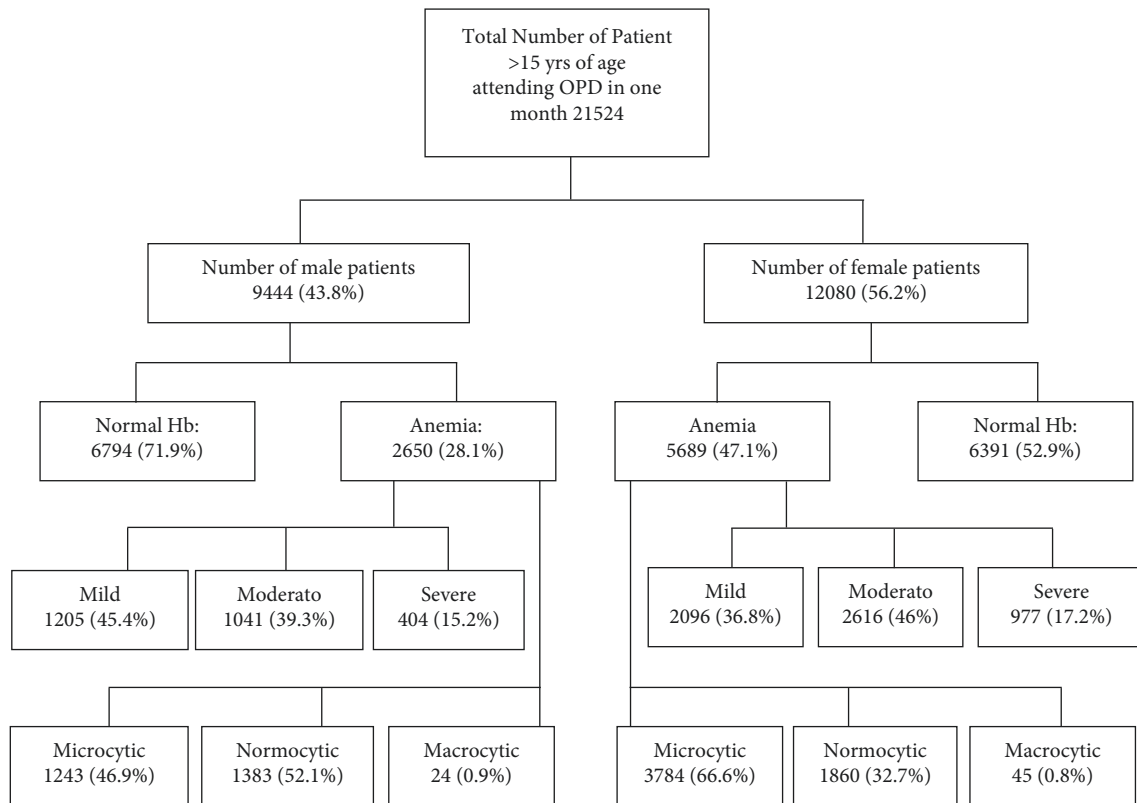 Total Number of Patient
>15 yrs of age
attending OPD in one
month 21524
Number of male patients
9444 (43.8%)
Number of female patients
12080 (56.2%)
Normal Hb:
6794 (71.9%)
Anemia:
2650 (28.1%)
Anemia
5689 (47.1%)
Normal Hb:
6391 (52.9%)
Mild
1205 (45.4%)
Moderato
1041 (39.3%)
Severe
404 (15.2%)
Mild
2096 (36.8%)
Moderato
2616 (46%)
Severe
977 (17.2%)
Microcytic
1243 (46.9%)
Normocytic
1383 (52.1%)
Macrocytic
24 (0.9%)
Microcytic
3784 (66.6%)
Normocytic
1860 (32.7%)
Macrocytic
45 (0.8%)